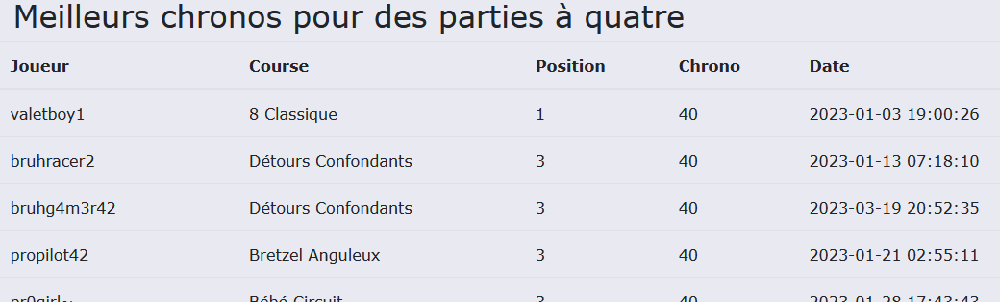 Meilleurs chronos pour des parties à quatre
Joueur Course Position Chrono Date
valetboy1 8 Classique 1 40 2023-01-03 19:00:26
bruhracer2 Détours Confondants 3 40 2023-01-13 07:18:10
bruhg4m3r42 Détours Confondants 3 40 2023-03-19 20:52:35
propilot42 Bretzel Anguleux 3 40 2023-01-21 02:55:11
Bébé Circuit 3 40 2023-01-28 17:43:43